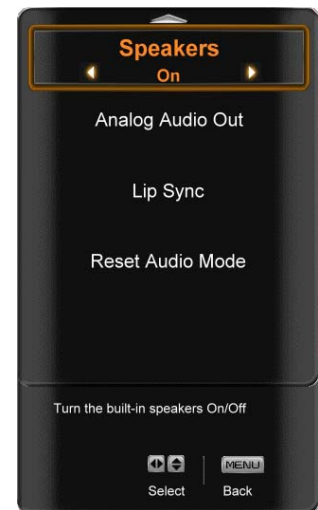 Speakers
On
Analog Audio Out
Lip Sync
Reset Audio Mode
Turn the built-in speakers On/Off
MENU
Select
Back